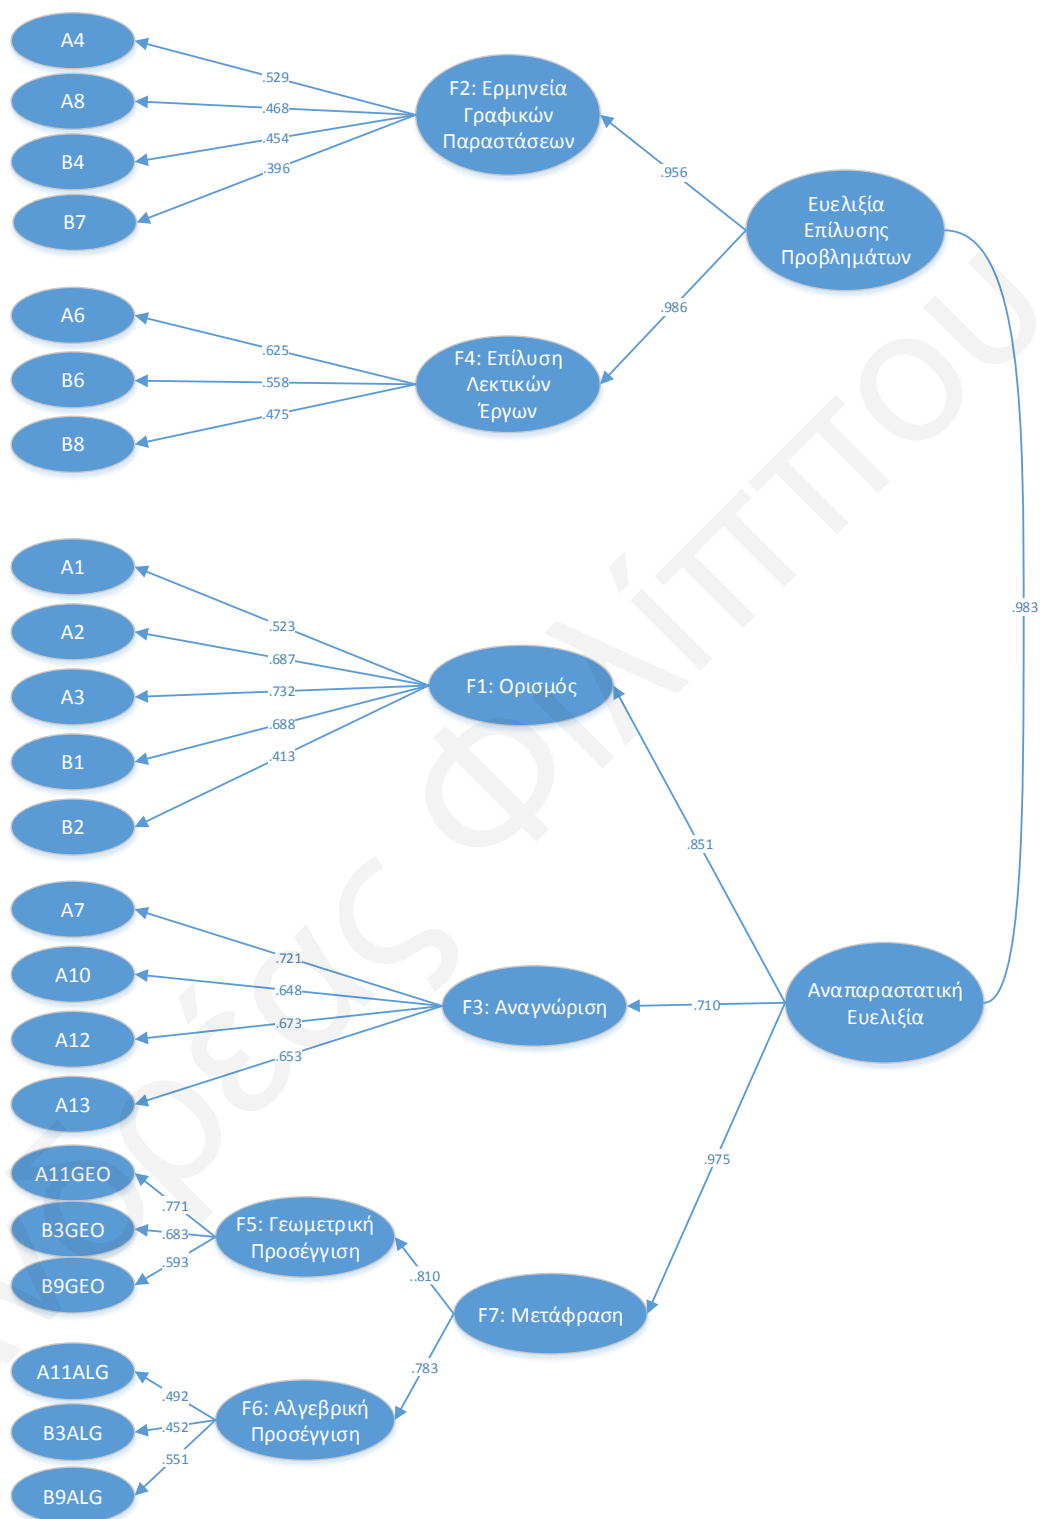 A4
A8
B4
B7
.529
.468
.454
.396
F2: Ερμηνεία
Γραφικών
Παραστάσεων
.956
Ευελιξία
Επίλυσης
Προβλημάτων
.986
A6
B6
B8
.625
.558
.475
F4: Επίλυση
Λεκτικών
Έργων
.983
A1
A2
A3
B1
B2
.523
.687
.732
.688
.413
F1: Ορισμός
.851
A7
A10
A12
A13
.721
.648
.673
.653
F3: Αναγνώριση
.710
Αναπαραστατική
Ευελιξία
.975
A11GEO
B3GEO
B9GEO
.771
.683
.593
F5: Γεωμετρική
Προσέγγιση
..810
F7: Μετάφραση
.783
A11ALG
B3ALG
B9ALG
.492
.452
.551
F6: Αλγεβρική
Προσέγγιση
Φιλίππου